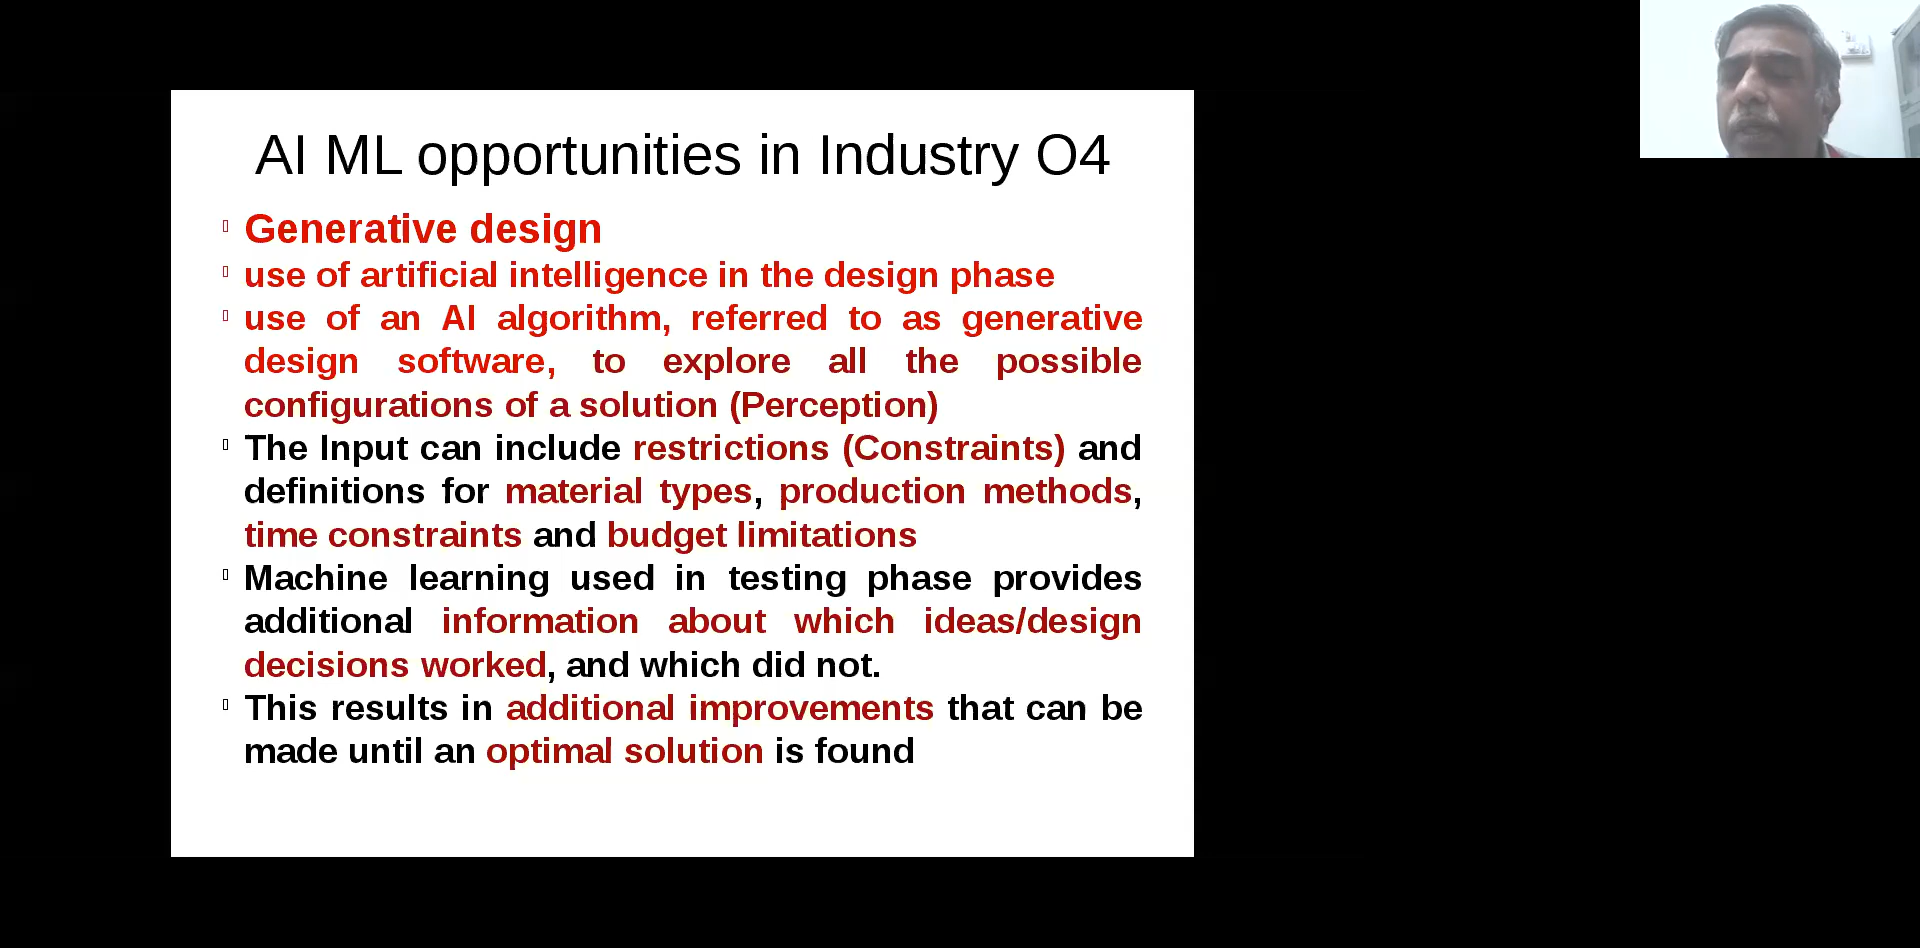 AI ML opportunities in Industry O4
Generative design
use of artificial intelligence in the design phase
use of an AI algorithm, referred to as generative
design software, to explore all the possible
configurations of a solution (Perception)
The Input can include restrictions (Constraints) and
definitions for material types, production methods,
time constraints and budget limitations
Machine learning used in testing phase provides
additional information about which ideas/design
decisions worked, and which did not.
This results in additional improvements that can be
made until an optimal solution is found